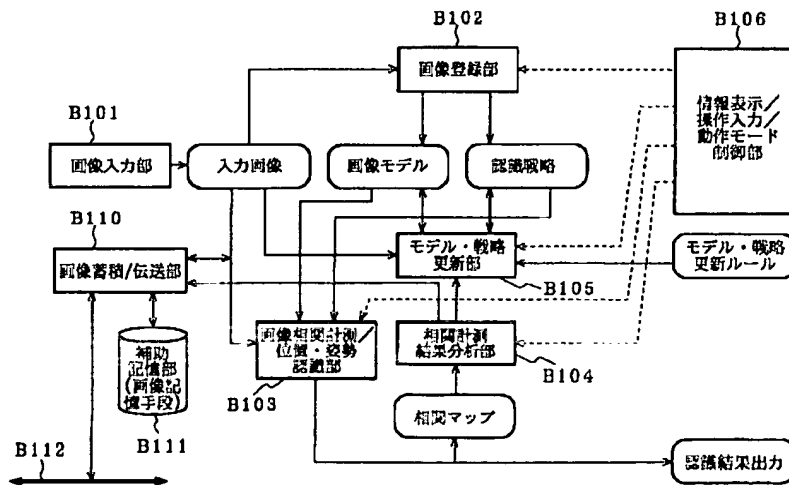 B102
画像登録部
B106
情報表示／
操作入力／
動作モード
制御部
B101
画像入力部
入力画像
画像モデル
認識戦略
B110
画像蓄積/伝送部
モデル・戦略
更新部
B105
モデル・戦略
更新ルール
補助
記憶部
(画像記
憶手段)
B111
画像相関計測／
位置・姿勢
認識部
B103
相関計測
結果分析部
B104
相関マップ
B112
認識結果出力